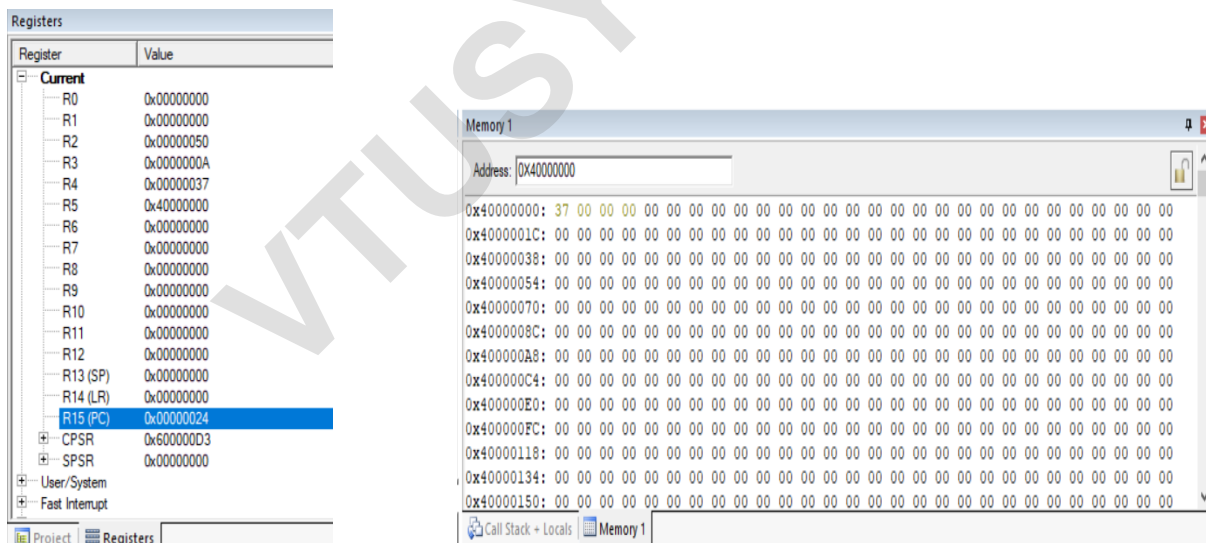 Registers
Register Value
Current
R0 0x00000000
R1 0x00000000
R2 0x00000050
R3 0x0000000A
R4 0x00000037
R5 0x40000000
R6 0x00000000
R7 0x00000000
R8 0x00000000
R9 0x00000000
R10 0x00000000
R11 0x00000000
R12 0x00000000
R13 (SP) 0x00000000
R14 (LR) 0x00000000
R15 (PC) 0x00000024
CPSR 0x600000D3
SPSR 0x00000000
User/System
Fast Interrupt
Project Registers
VTUSY
Memory 1
Address: 0X40000000
0x40000000: 37 00 00 00 00 00 00 00 00 00 00 00 00 00 00 00 00 00 00 00 00 00 00 00 00 00 00 00
0x4000001C: 00 00 00 00 00 00 00 00 00 00 00 00 00 00 00 00 00 00 00 00 00 00 00 00 00 00 00 00
0x40000038: 00 00 00 00 00 00 00 00 00 00 00 00 00 00 00 00 00 00 00 00 00 00 00 00 00 00 00 00
0x40000054: 00 00 00 00 00 00 00 00 00 00 00 00 00 00 00 00 00 00 00 00 00 00 00 00 00 00 00 00
0x40000070: 00 00 00 00 00 00 00 00 00 00 00 00 00 00 00 00 00 00 00 00 00 00 00 00 00 00 00 00
0x4000008C: 00 00 00 00 00 00 00 00 00 00 00 00 00 00 00 00 00 00 00 00 00 00 00 00 00 00 00 00
0x400000A8: 00 00 00 00 00 00 00 00 00 00 00 00 00 00 00 00 00 00 00 00 00 00 00 00 00 00 00 00
0x400000C4: 00 00 00 00 00 00 00 00 00 00 00 00 00 00 00 00 00 00 00 00 00 00 00 00 00 00 00 00
0x400000E0: 00 00 00 00 00 00 00 00 00 00 00 00 00 00 00 00 00 00 00 00 00 00 00 00 00 00 00 00
0x400000FC: 00 00 00 00 00 00 00 00 00 00 00 00 00 00 00 00 00 00 00 00 00 00 00 00 00 00 00 00
0x40000118: 00 00 00 00 00 00 00 00 00 00 00 00 00 00 00 00 00 00 00 00 00 00 00 00 00 00 00 00
0x40000134: 00 00 00 00 00 00 00 00 00 00 00 00 00 00 00 00 00 00 00 00 00 00 00 00 00 00 00 00
0x40000150: 00 00 00 00 00 00 00 00 00 00 00 00 00 00 00 00 00 00 00 00 00 00 00 00 00 00 00 00
Call Stack + Locals Memory 1